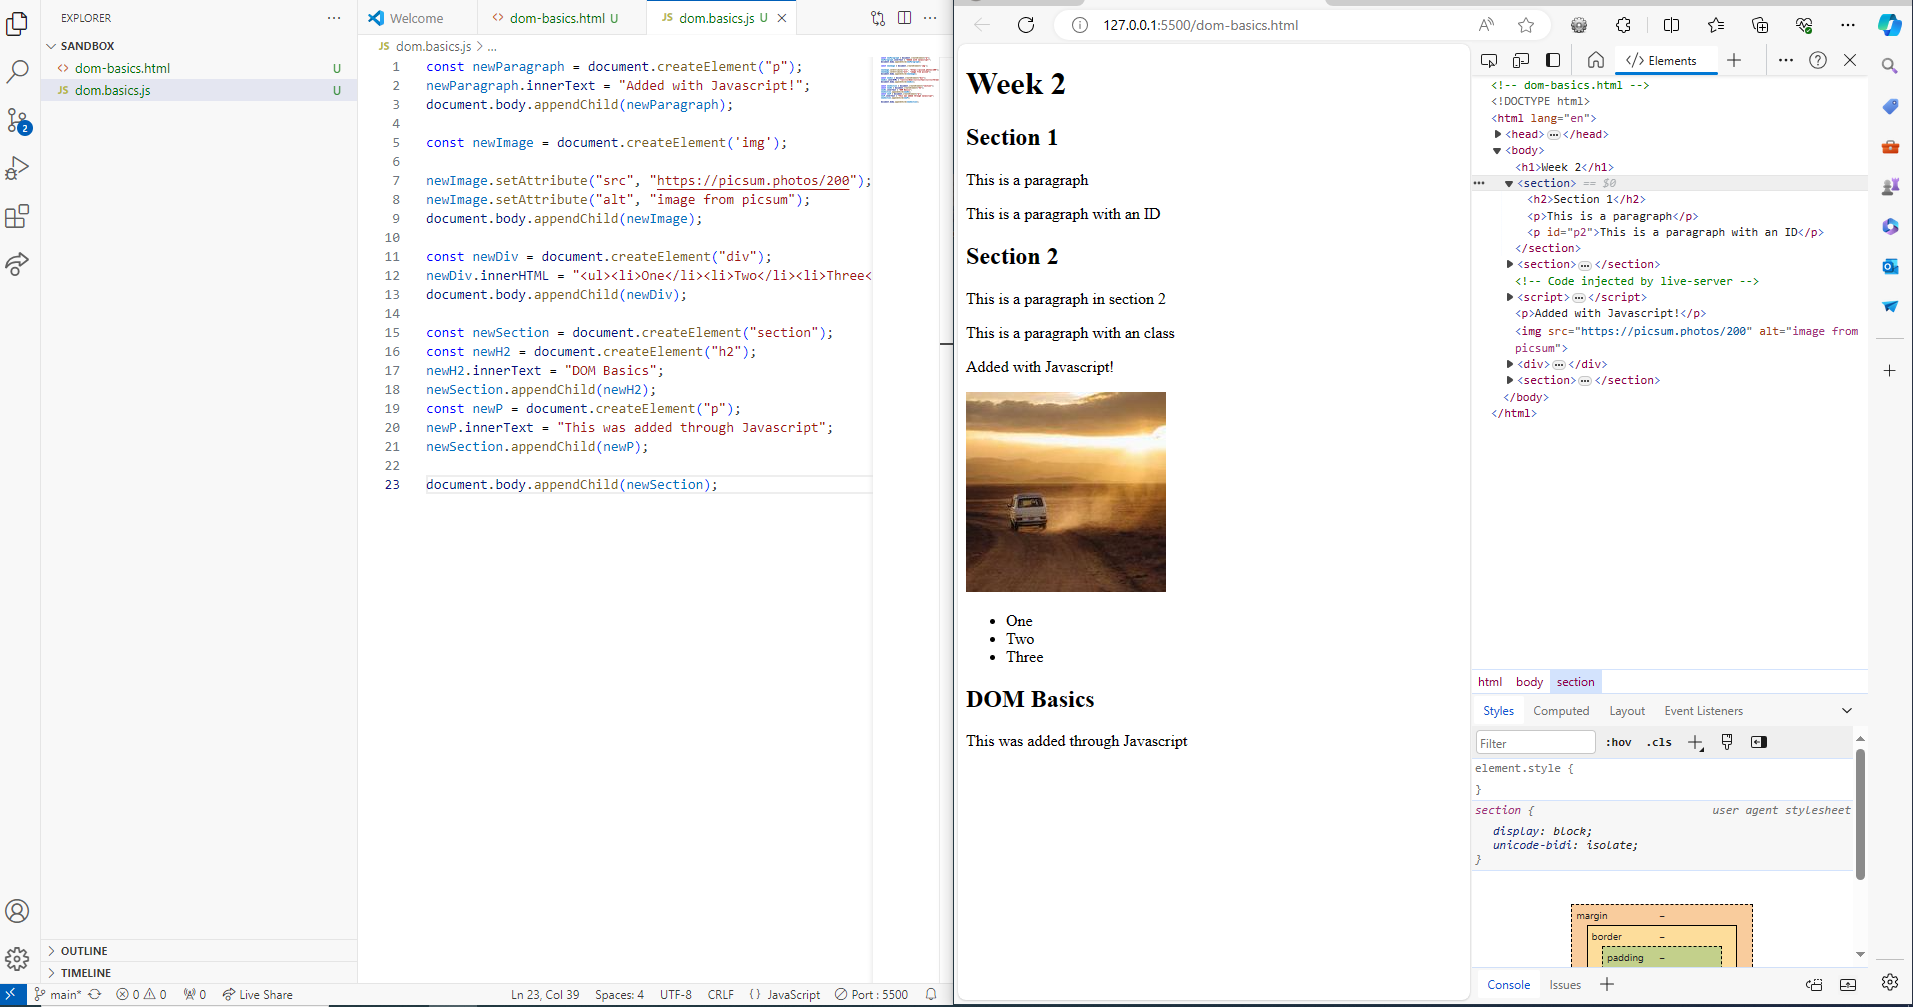 EXPLORER
SANDBOX
dom-basics.html U
dom.basics.js U
OUTLINE
TIMELINE
2
Welcome
dom-basics.html U
dom.basics.js U
dom.basics.js > ...
1 const newParagraph = document.createElement("p");
2 newParagraph.innerText = "Added with Javascript!";
3 document.body.appendChild(newParagraph);
4
5 const newImage = document.createElement('img');
6
7 newImage.setAttribute("src", "https://picsum.photos/200");
8 newImage.setAttribute("alt", "image from picsum");
9 document.body.appendChild(newImage);
10
11 const newDiv = document.createElement("div");
12 newDiv.innerHTML = "<ul><li>One</li><li>Two</li><li>Three<
13 document.body.appendChild(newDiv);
14
15 const newSection = document.createElement("section");
16 const newH2 = document.createElement("h2");
17 newH2.innerText = "DOM Basics";
18 newSection.appendChild(newH2);
19 const newP = document.createElement("p");
20 newP.innerText = "This was added through Javascript";
21 newSection.appendChild(newP);
22
23 document.body.appendChild(newSection);
main* 0 0 0 Live Share Ln 23, Col 39 Spaces: 4 UTF-8 CRLF {} JavaScript Port : 5500
127.0.0.1:5500/dom-basics.html
Week 2
Section 1
This is a paragraph
This is a paragraph with an ID
Section 2
This is a paragraph in section 2
This is a paragraph with an class
Added with Javascript!
One
Two
Three
DOM Basics
This was added through Javascript
Elements
<!-- dom-basics.html -->
<!DOCTYPE html>
<html lang="en">
<head> </head>
<body>
<h1>Week 2</h1>
<section> == $0
<h2>Section 1</h2>
<p>This is a paragraph</p>
<p id="p2">This is a paragraph with an ID</p>
</section>
<section> </section>
<!-- Code injected by live-server -->
<script> </script>
<p>Added with Javascript!</p>
<img src="https://picsum.photos/200" alt="image from
picsum">
<div> </div>
<section> </section>
</body>
</html>
html body section
Styles Computed Layout Event Listeners
Filter :hov .cls
element.style {
}
section { user agent stylesheet
display: block;
unicode-bidi: isolate;
}
margin –
border –
padding –
Console Issues